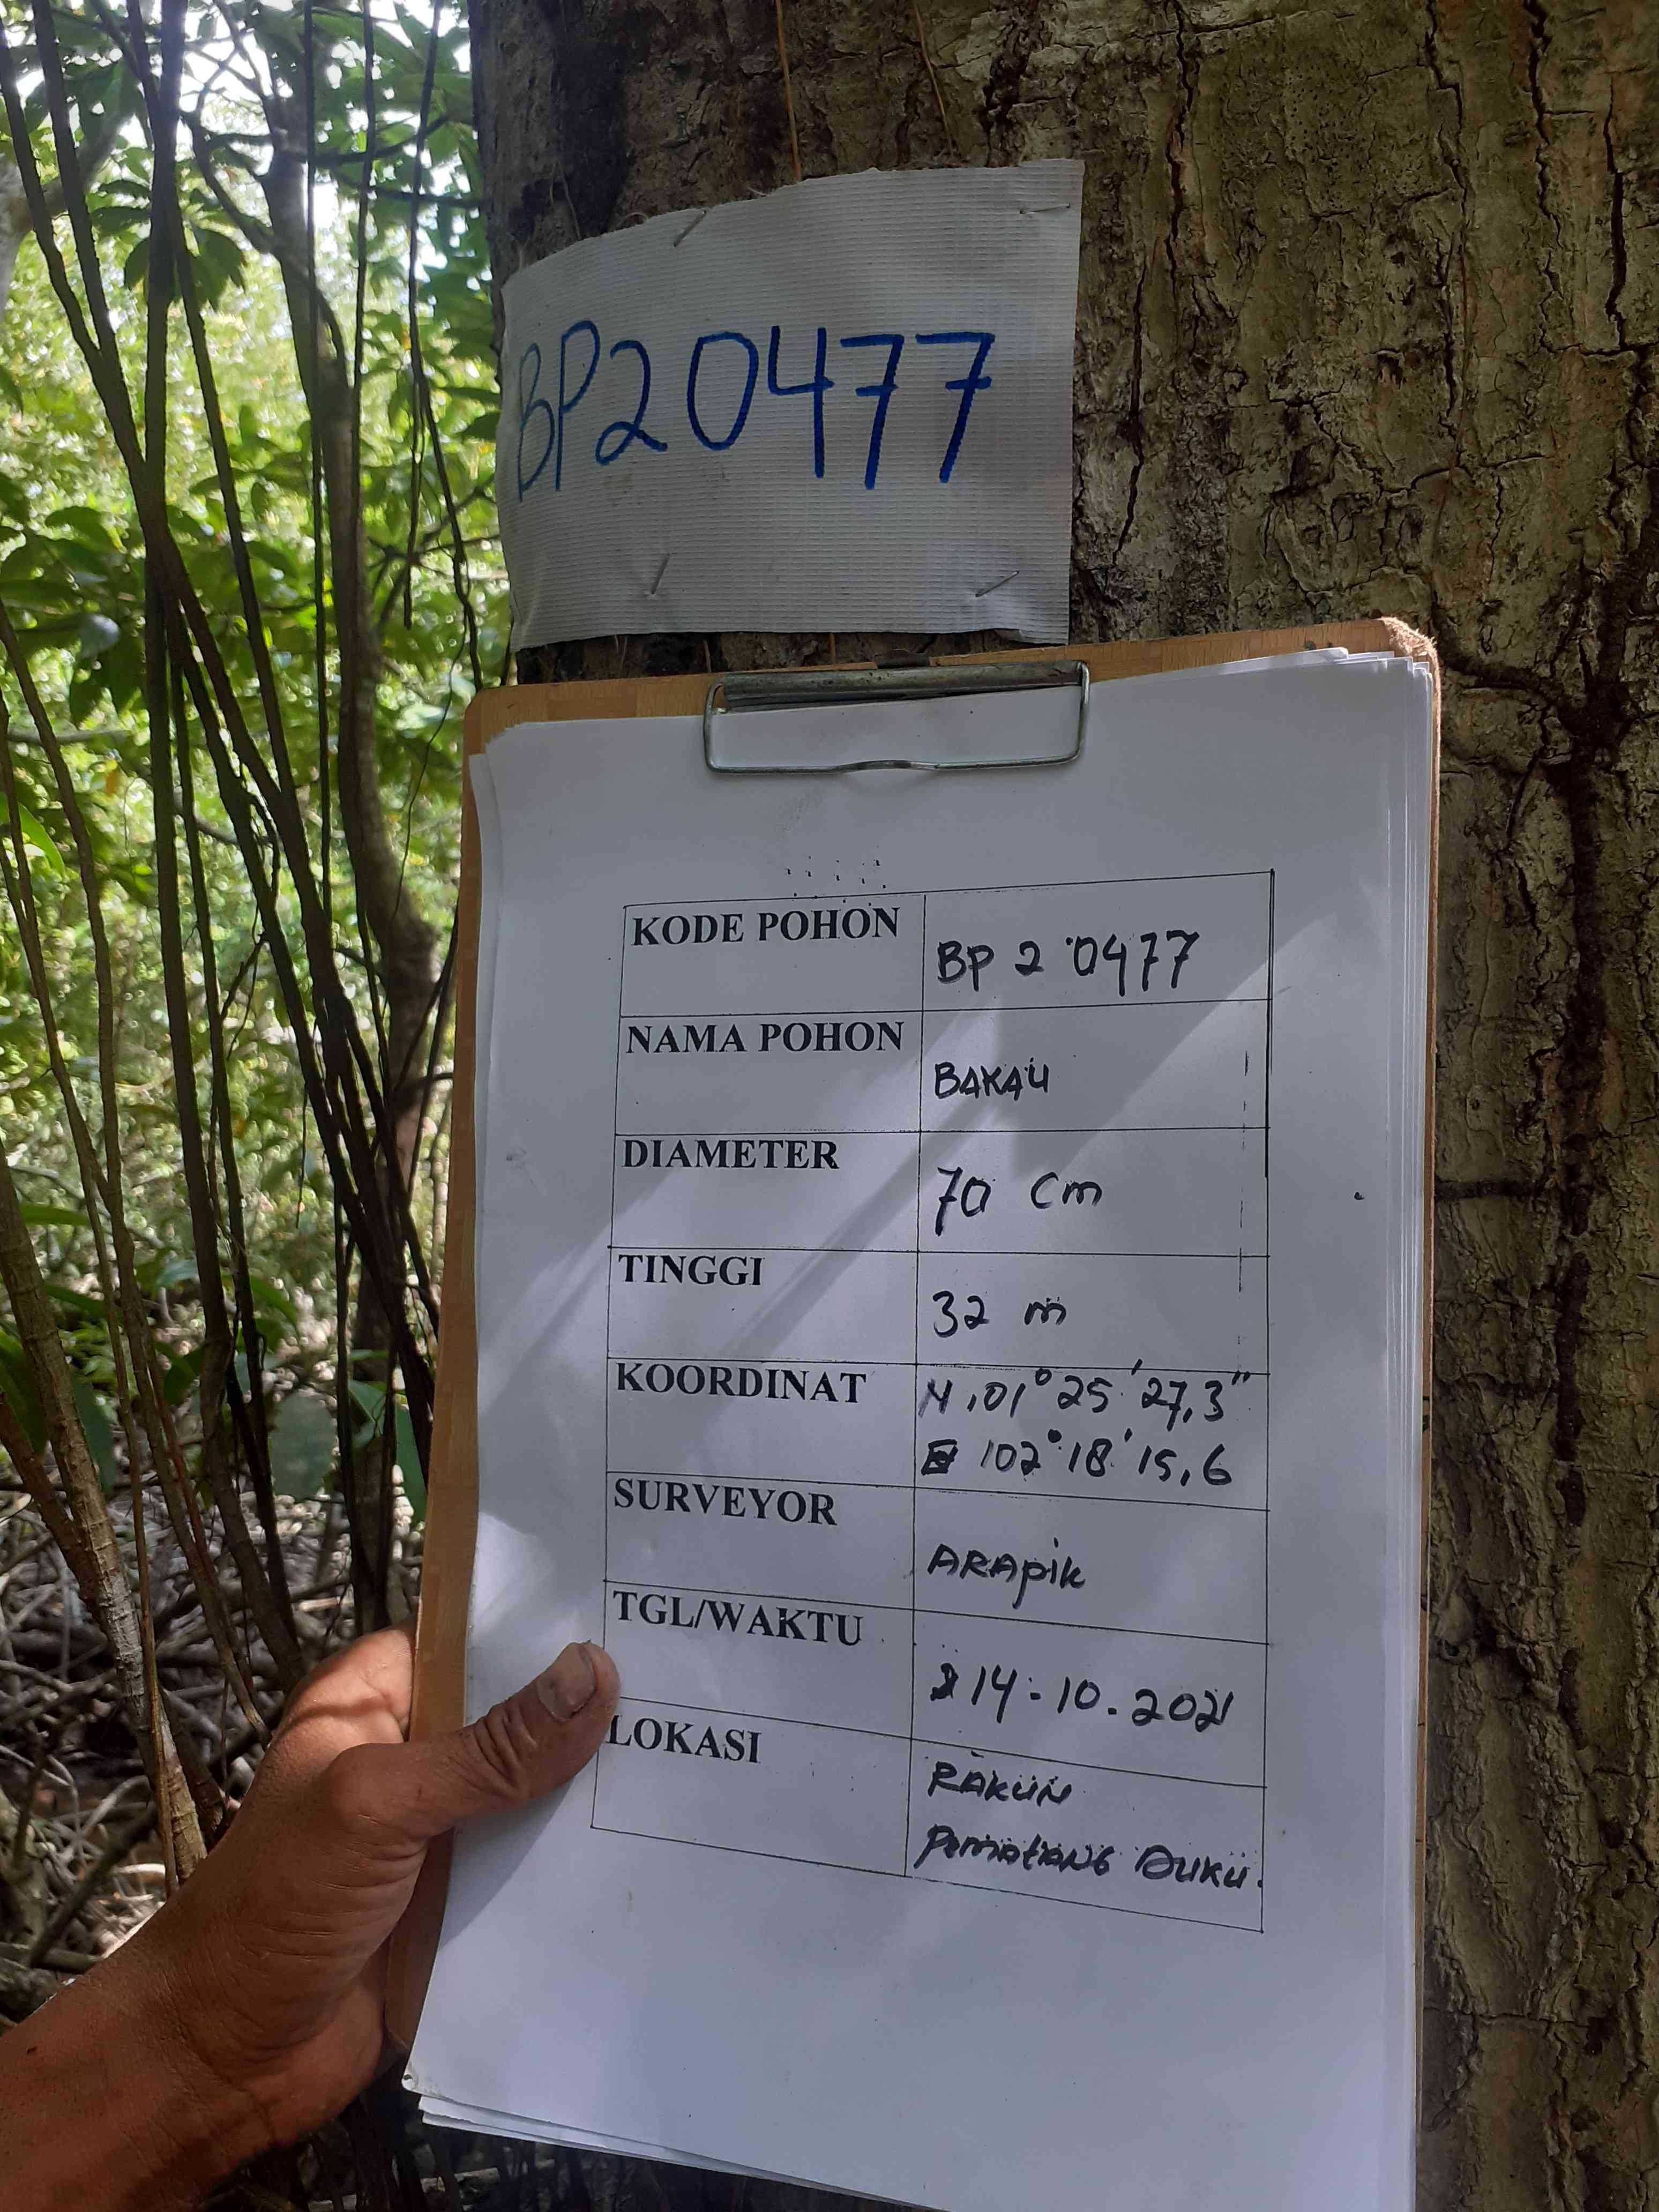 BP20477
KODE POHON BP 2 0477
NAMA POHON BAKAU
DIAMETER 70 Cm
TINGGI 32 m
KOORDINAT N.01° 25' 27,3"
E 102° 18' 15,6
SURVEYOR ARAPik
TGL/WAKTU 14-10.2021
LOKASI RAKUN
PematANG DUKU.